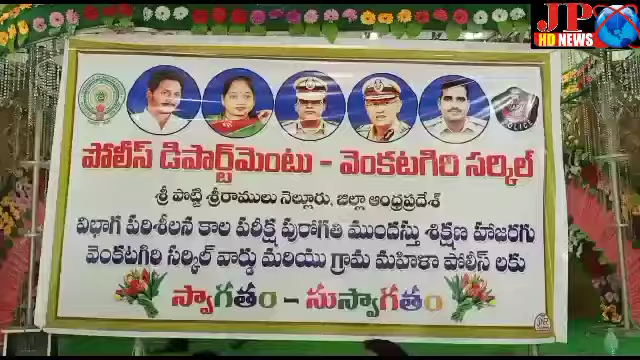 JP
HD NEWS
POLICE
పోలీస్ డిపార్ట్‌మెంటు - వెంకటగిరి సర్కిల్
శ్రీ పొట్టి శ్రీరాములు నెల్లూరు, జిల్లా ఆంధ్రప్రదేశ్
విభాగ పరిశీలన కాల పరీక్ష పురోగతి ముందస్తు శిక్షణ హాజరగు
వెంకటగిరి సర్కిల్ వార్డు మరియు గ్రామ మహిళా పోలీస్ లకు
స్వాగతం - సుస్వాగతం